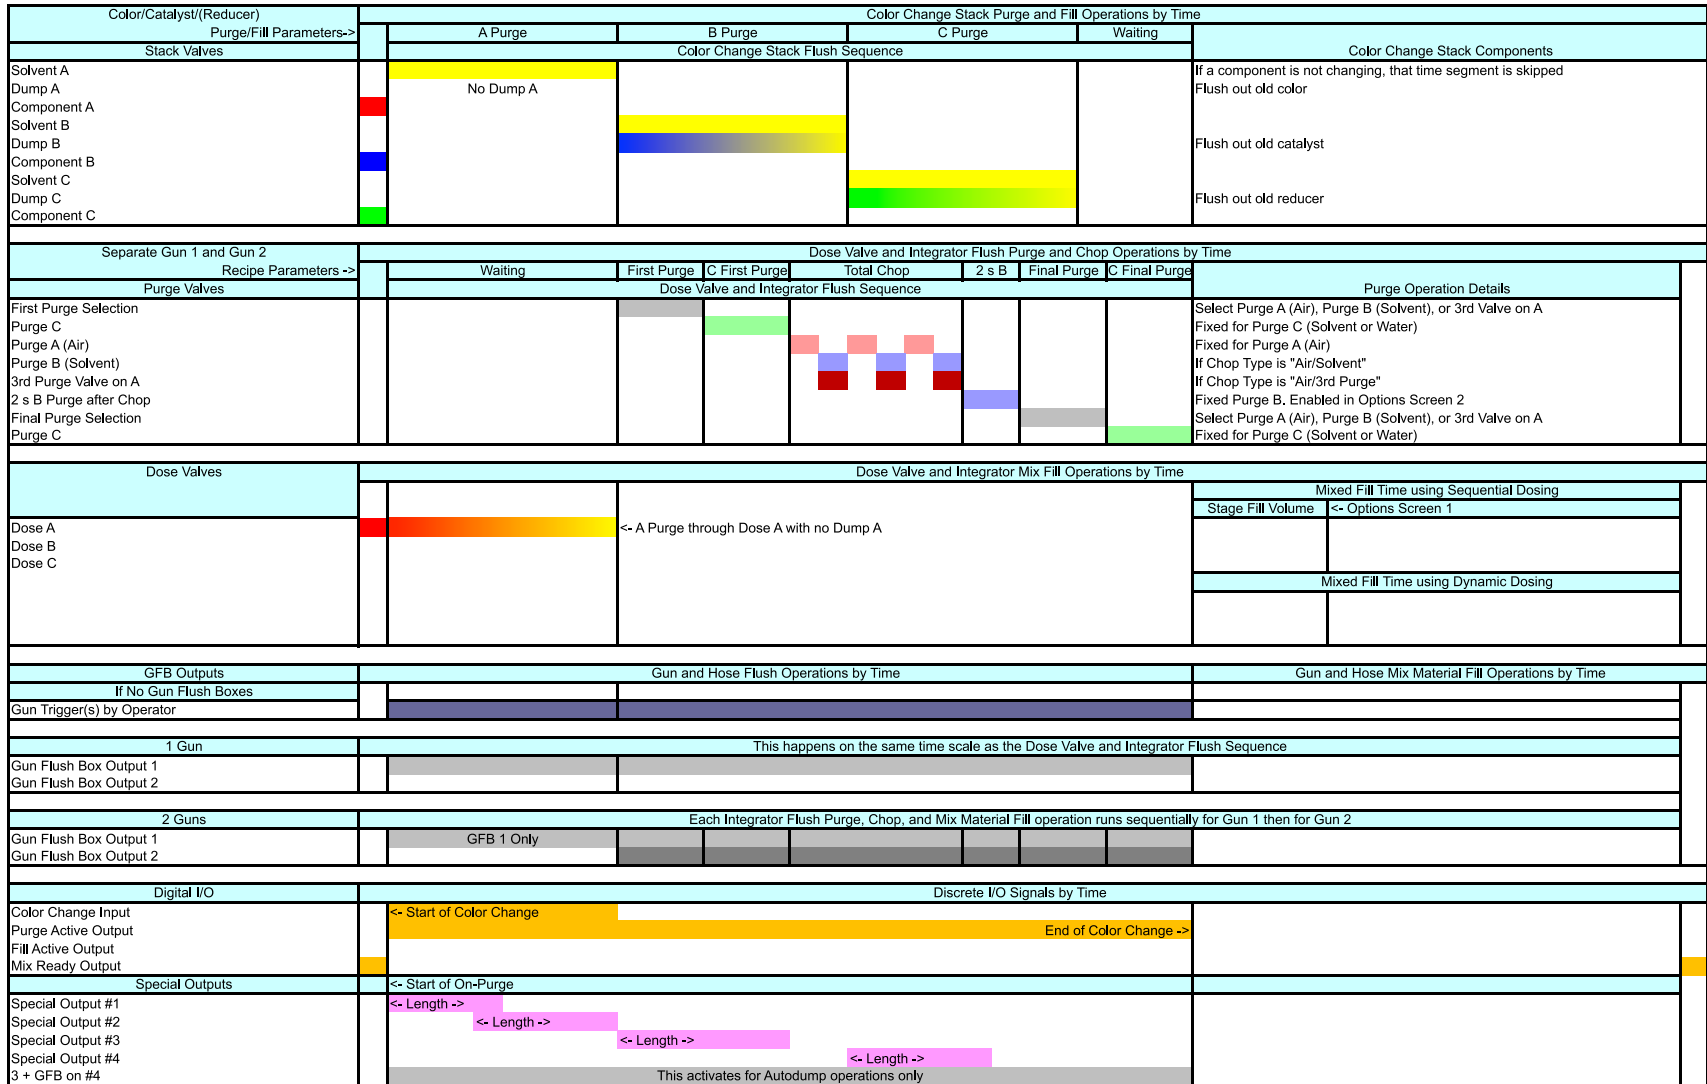 Color/Catalyst/(Reducer)
Color Change Stack Purge and Fill Operations by Time
Purge/Fill Parameters->
A Purge
B Purge
C Purge
Waiting
Stack Valves
Color Change Stack Flush Sequence
Color Change Stack Components
Solvent A
If a component is not changing, that time segment is skipped
Dump A
No Dump A
Flush out old color
Component A
Solvent B
Dump B
Flush out old catalyst
Component B
Solvent C
Dump C
Flush out old reducer
Component C
Separate Gun 1 and Gun 2
Dose Valve and Integrator Flush Purge and Chop Operations by Time
Recipe Parameters ->
Waiting
First Purge
C First Purge
Total Chop
2 s B
Final Purge
C Final Purge
Purge Valves
Dose Valve and Integrator Flush Sequence
Purge Operation Details
First Purge Selection
Select Purge A (Air), Purge B (Solvent), or 3rd Valve on A
Purge C
Fixed for Purge C (Solvent or Water)
Purge A (Air)
Fixed for Purge A (Air)
Purge B (Solvent)
If Chop Type is "Air/Solvent"
3rd Purge Valve on A
If Chop Type is "Air/3rd Purge"
2 s B Purge after Chop
Fixed Purge B. Enabled in Options Screen 2
Final Purge Selection
Select Purge A (Air), Purge B (Solvent), or 3rd Valve on A
Purge C
Fixed for Purge C (Solvent or Water)
Dose Valves
Dose Valve and Integrator Mix Fill Operations by Time
Mixed Fill Time using Sequential Dosing
Stage Fill Volume
<- Options Screen 1
Dose A
<- A Purge through Dose A with no Dump A
Dose B
Dose C
Mixed Fill Time using Dynamic Dosing
GFB Outputs
Gun and Hose Flush Operations by Time
Gun and Hose Mix Material Fill Operations by Time
If No Gun Flush Boxes
Gun Trigger(s) by Operator
1 Gun
This happens on the same time scale as the Dose Valve and Integrator Flush Sequence
Gun Flush Box Output 1
Gun Flush Box Output 2
2 Guns
Each Integrator Flush Purge, Chop, and Mix Material Fill operation runs sequentially for Gun 1 then for Gun 2
Gun Flush Box Output 1
GFB 1 Only
Gun Flush Box Output 2
Digital I/O
Discrete I/O Signals by Time
Color Change Input
<- Start of Color Change
Purge Active Output
End of Color Change ->
Fill Active Output
Mix Ready Output
Special Outputs
<- Start of On-Purge
Special Output #1
<- Length ->
Special Output #2
<- Length ->
Special Output #3
<- Length ->
Special Output #4
<- Length ->
3 + GFB on #4
This activates for Autodump operations only